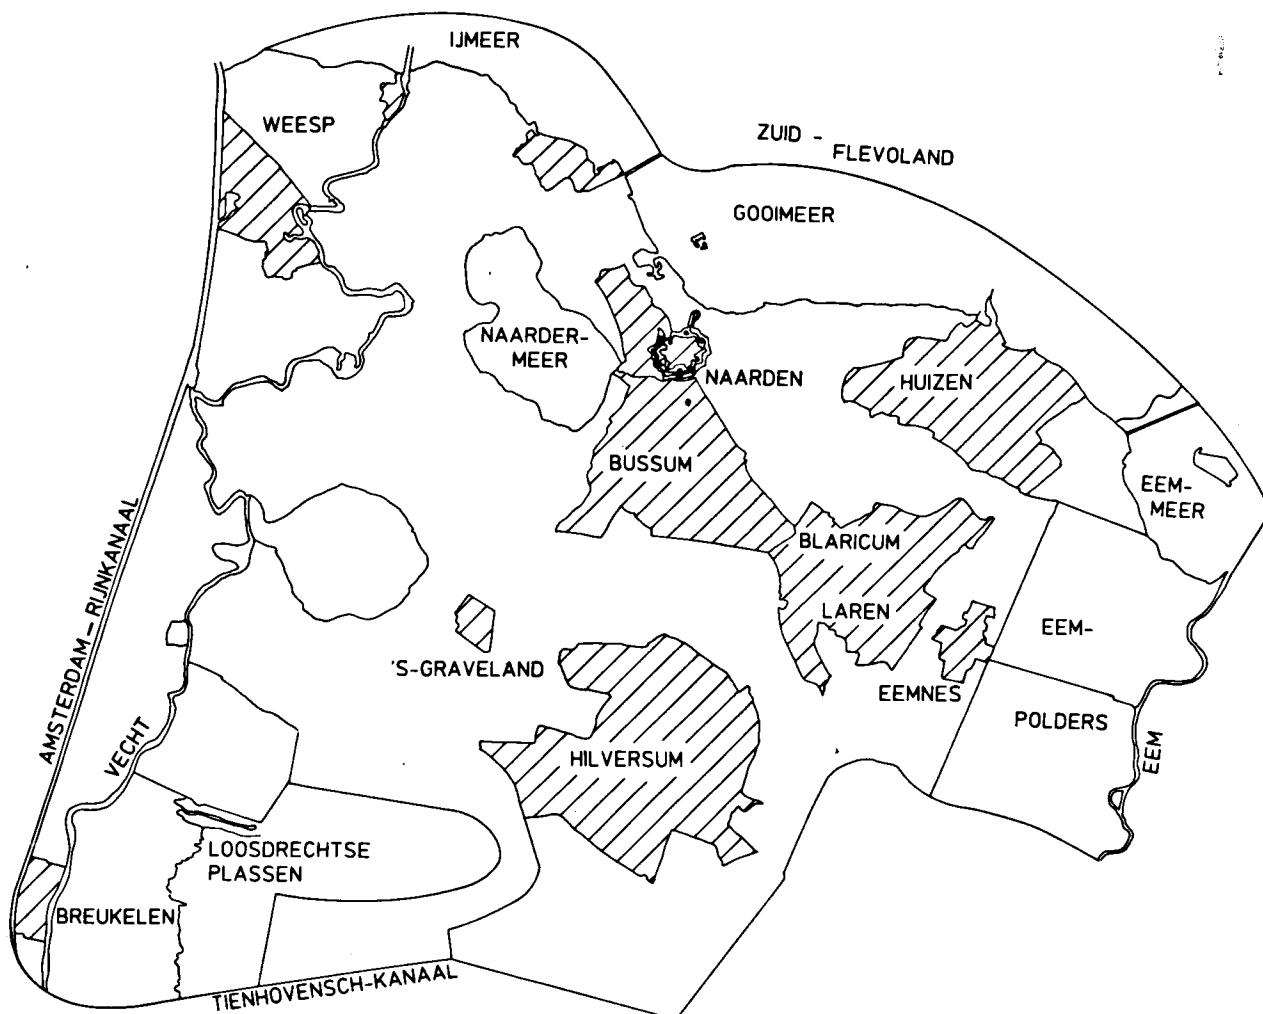 IJMEER
WEESP
ZUID -
FLEVOLAND
GOOIMEER
NAARDER-
MEER
NAARDEN
HUIZEN
BUSSUM
EEM-
MEER
BLARICUM
LAREN
EEM-
'S-GRAVELAND
EEMNES
POLDERS
EEM
AMSTERDAM - RIJNKANAAL
VECHT
HILVERSUM
LOOSDRECHTSE
PLASSEN
BREUKELEN
TIENHOVENSCH-KANAAL